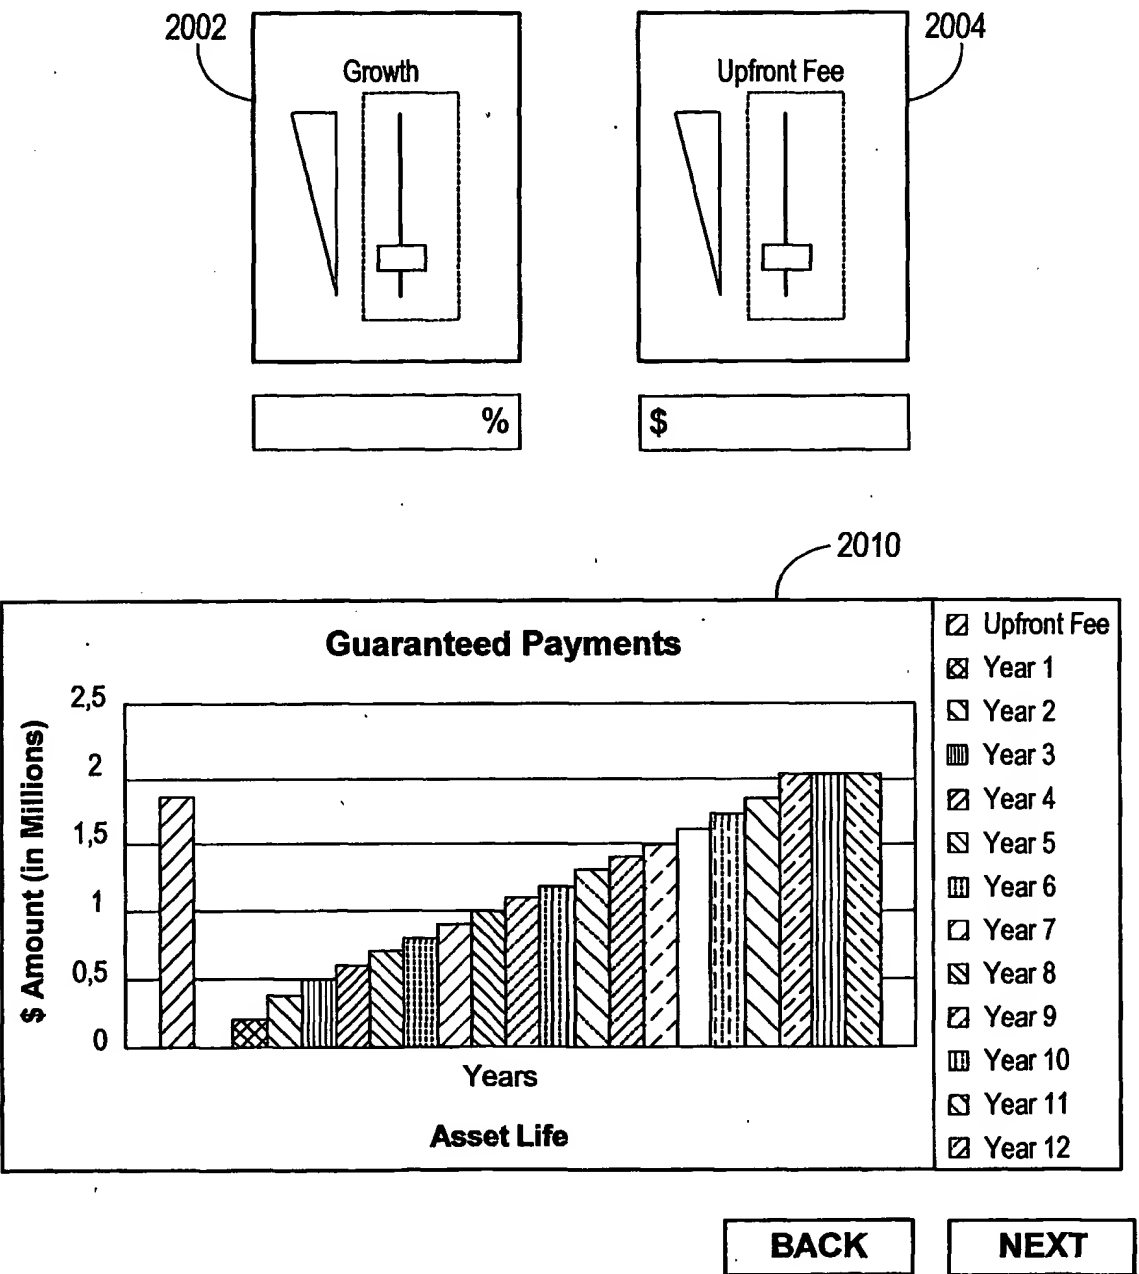 2002
2004
Growth
Upfront Fee
%
$
2010
Guaranteed Payments
$ Amount (in Millions)
2,5
2
1,5
1
0,5
0
Years
Asset Life
Upfront Fee
Year 1
Year 2
Year 3
Year 4
Year 5
Year 6
Year 7
Year 8
Year 9
Year 10
Year 11
Year 12
BACK
NEXT